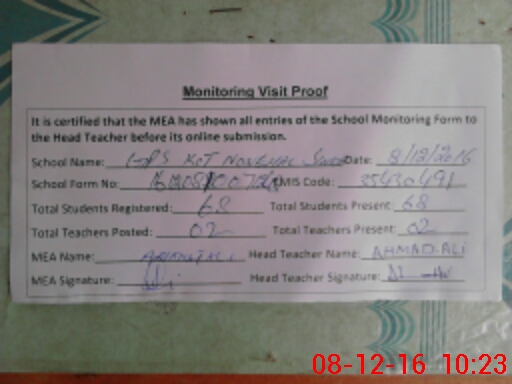 Monitoring Visit Proof
It is certified that the MEA has shown all entries of the School Monitoring Form to
the Head Teacher before its online submission.
School Name: GPS KOT Date: 8/12/2016
School Form No: EMIS Code: 35430491
Total Students Registered: 68 Total Students Present: 68
Total Teachers Posted: 02 Total Teachers Present: 02
MEA Name: Head Teacher Name: AHMAD ALI
MEA Signature: Head Teacher Signature:
08-12-16 10:23